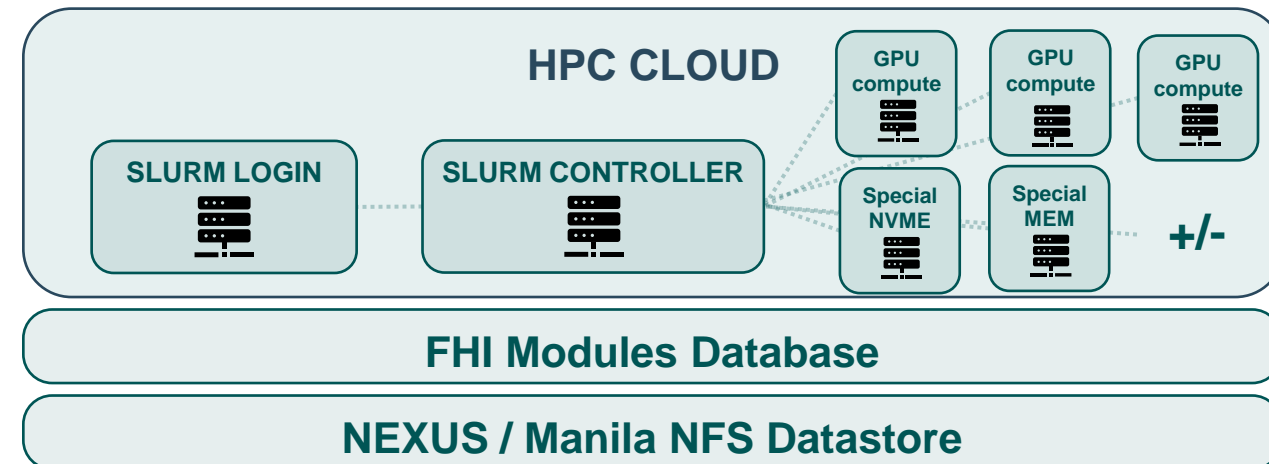 HPC CLOUD
GPU
compute
GPU
compute
GPU
compute
SLURM LOGIN
SLURM CONTROLLER
Special
NVME
Special
MEM
+/-
FHI Modules Database
NEXUS / Manila NFS Datastore